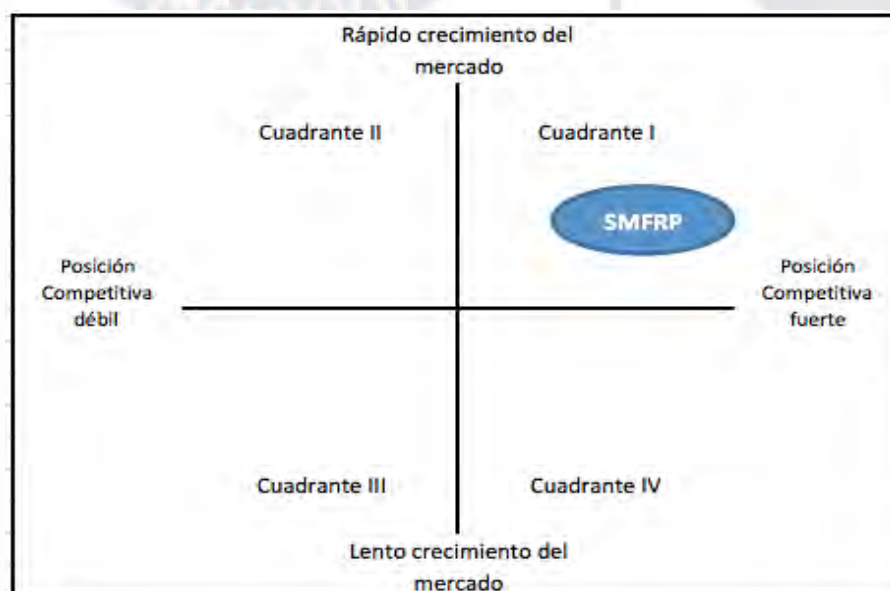 Rápido crecimiento del
mercado
Cuadrante II
Cuadrante I
SMFRP
Posición
Competitiva
débil
Posición
Competitiva
fuerte
Cuadrante III
Cuadrante IV
Lento crecimiento del
mercado